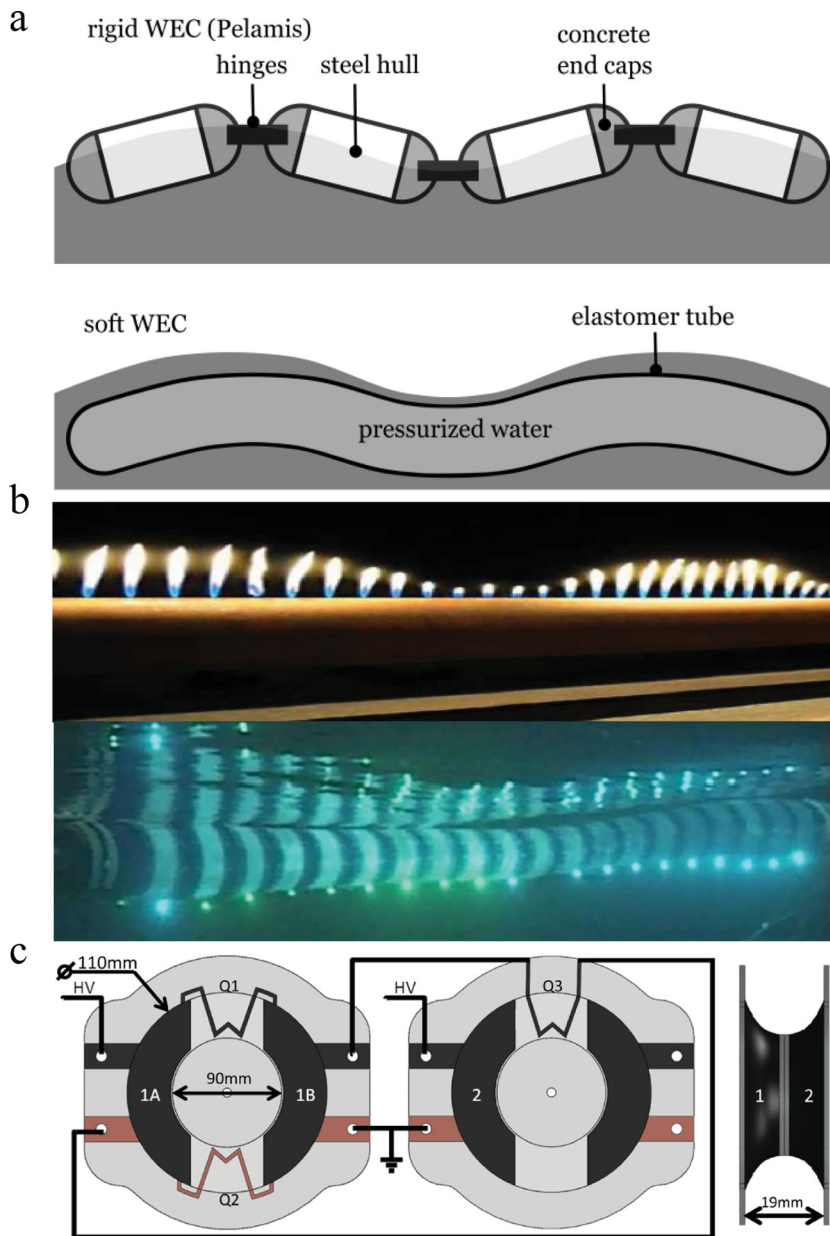 a
rigid WEC (Pelamis)
hinges
steel hull
concrete
end caps
soft WEC
elastomer tube
pressurized water
b
c
110mm
HV
Q1
90mm
1A
1B
Q2
HV
Q3
2
1
2
19mm